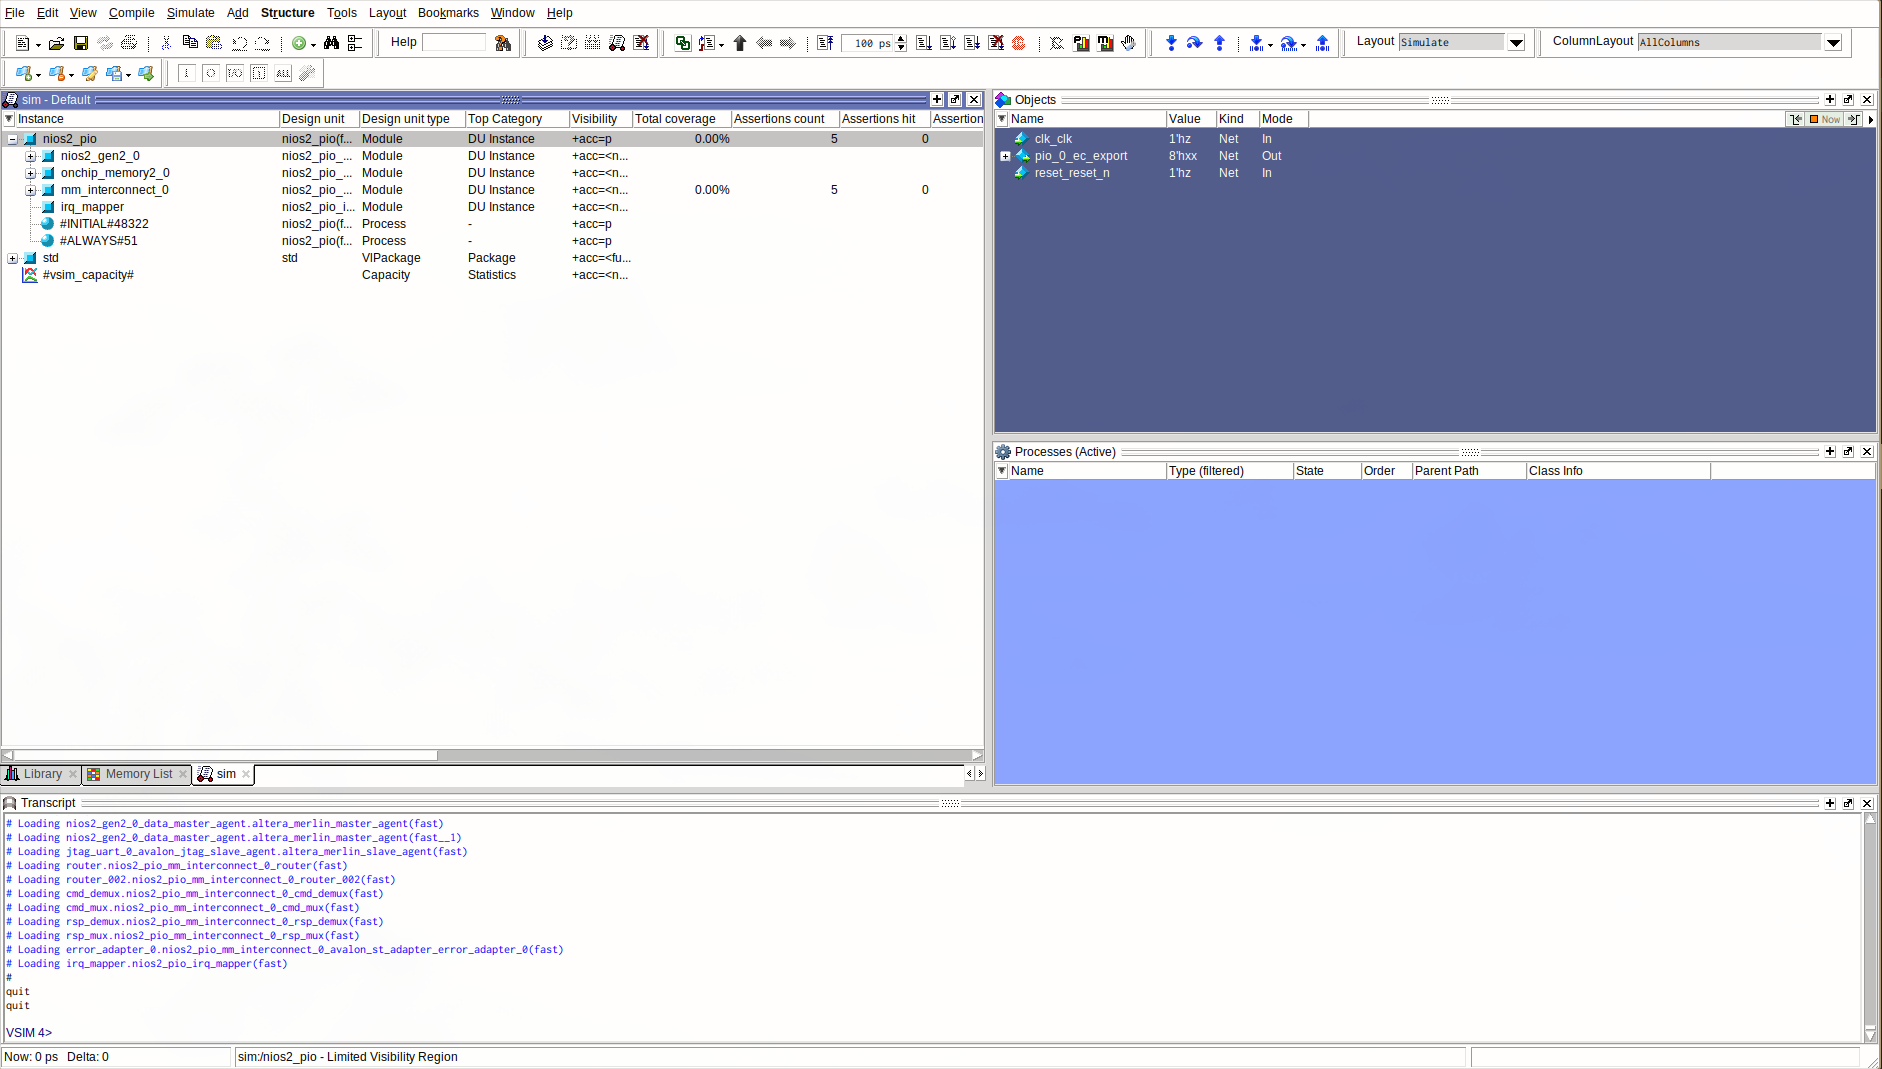 File Edit View Compile Simulate Add Structure Tools Layout Bookmarks Window Help
Help 100 ps Layout Simulate ColumnLayout AllColumns
sim - Default
Instance Design unit Design unit type Top Category Visibility Total coverage Assertions count Assertions hit Assertion
nios2_pio nios2_pio(f... Module DU Instance +acc=p 0.00% 5 0
nios2_gen2_0 nios2_pio_... Module DU Instance +acc=<n...
onchip_memory2_0 nios2_pio_... Module DU Instance +acc=<n...
mm_interconnect_0 nios2_pio_... Module DU Instance +acc=<n... 0.00% 5 0
irq_mapper nios2_pio_i... Module DU Instance +acc=<n...
#INITIAL#48322 nios2_pio(f... Process - +acc=p
#ALWAYS#51 nios2_pio(f... Process - +acc=p
std std VIPackage Package +acc=<fu...
#vsim_capacity# Capacity Statistics +acc=<n...
Library Memory List sim
Objects
Name Value Kind Mode Now
clk_clk 1'hz Net In
pio_0_ec_export 8'hxx Net Out
reset_reset_n 1'hz Net In
Processes (Active)
Name Type (filtered) State Order Parent Path Class Info
Transcript
# Loading nios2_gen2_0_data_master_agent.altera_merlin_master_agent(fast)
# Loading nios2_gen2_0_data_master_agent.altera_merlin_master_agent(fast__1)
# Loading jtag_uart_0_avalon_jtag_slave_agent.altera_merlin_slave_agent(fast)
# Loading router.nios2_pio_mm_interconnect_0_router(fast)
# Loading router_002.nios2_pio_mm_interconnect_0_router_002(fast)
# Loading cmd_demux.nios2_pio_mm_interconnect_0_cmd_demux(fast)
# Loading cmd_mux.nios2_pio_mm_interconnect_0_cmd_mux(fast)
# Loading rsp_demux.nios2_pio_mm_interconnect_0_rsp_demux(fast)
# Loading rsp_mux.nios2_pio_mm_interconnect_0_rsp_mux(fast)
# Loading error_adapter_0.nios2_pio_mm_interconnect_0_avalon_st_adapter_error_adapter_0(fast)
# Loading irq_mapper.nios2_pio_irq_mapper(fast)
#
quit
quit
VSIM 4>
Now: 0 ps Delta: 0 sim:/nios2_pio - Limited Visibility Region